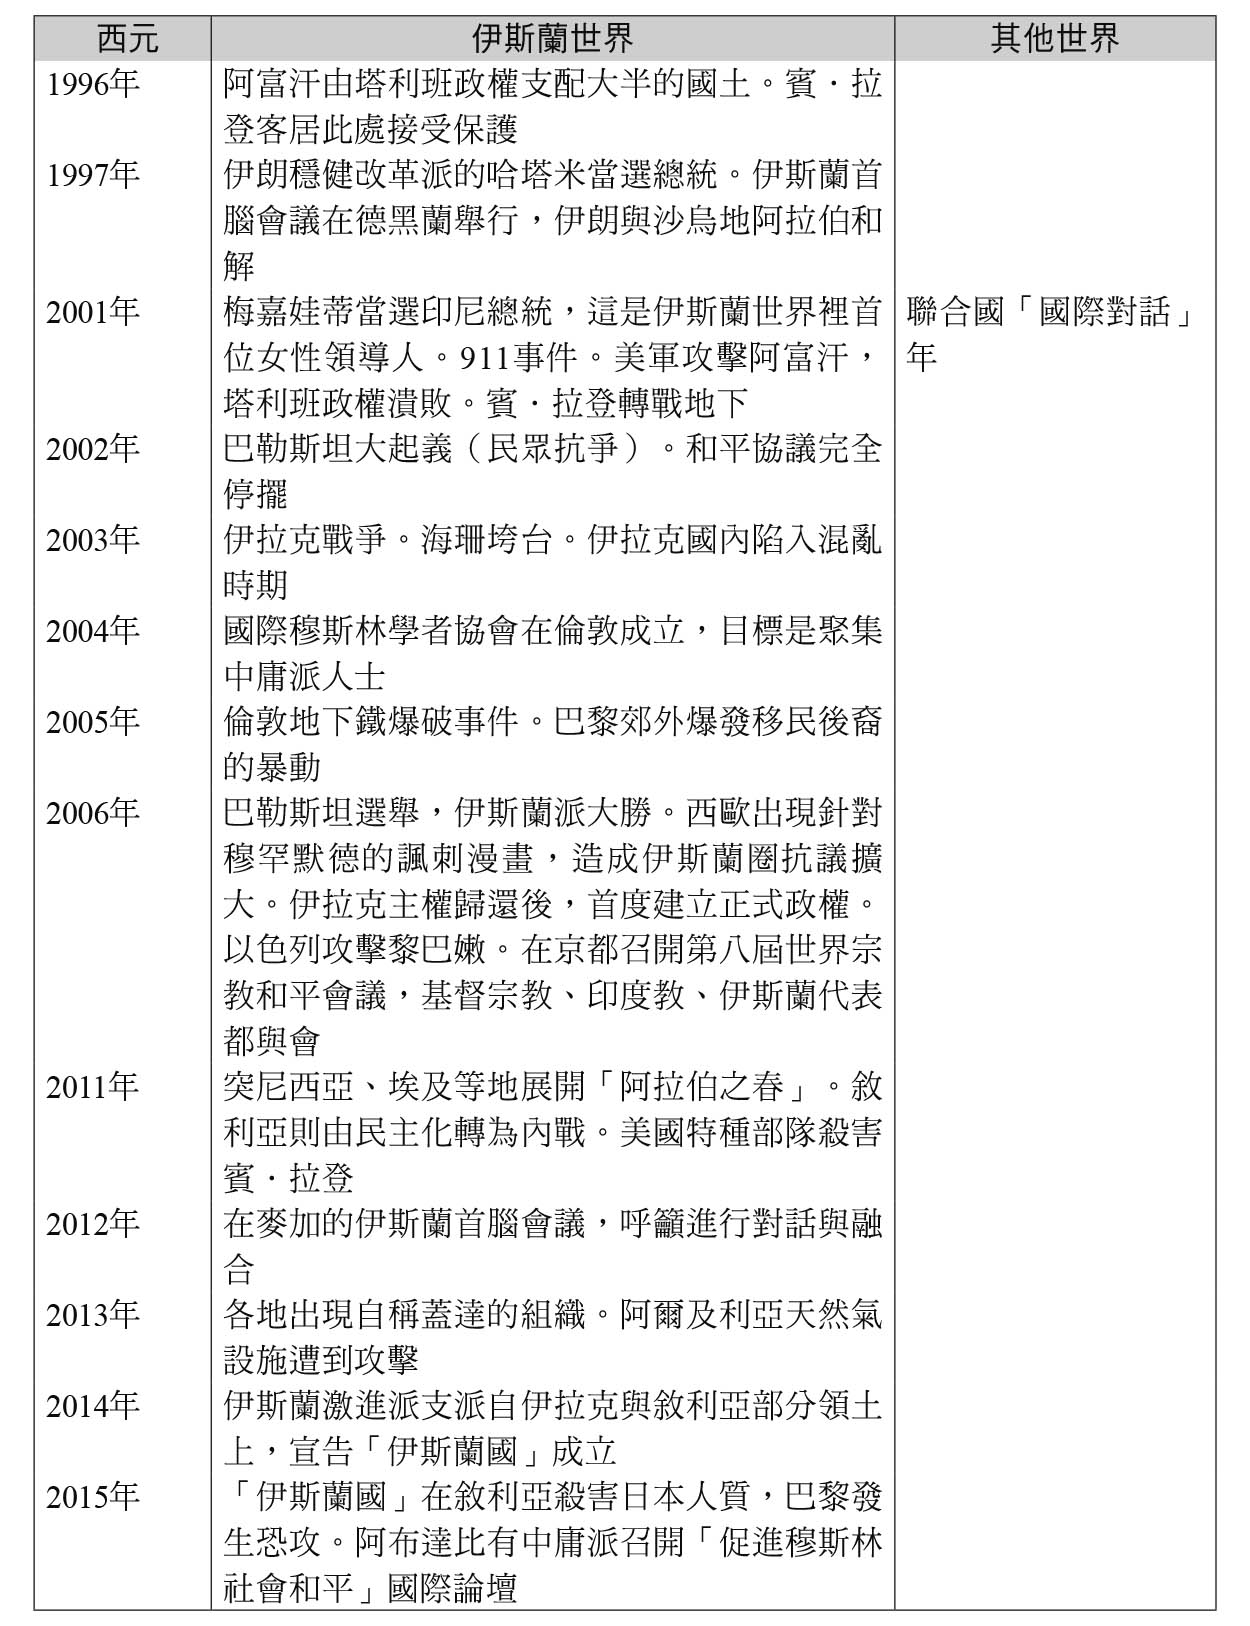 西元 伊斯蘭世界 其他世界
1996年 阿富汗由塔利班政權支配大半的國土。賓・拉
登客居此處接受保護
1997年 伊朗穩健改革派的哈塔米當選總統。伊斯蘭首
腦會議在德黑蘭舉行，伊朗與沙烏地阿拉伯和
解
2001年 梅嘉娃蒂當選印尼總統，這是伊斯蘭世界裡首 聯合國「國際對話」
位女性領導人。911事件。美軍攻擊阿富汗， 年
塔利班政權潰敗。賓・拉登轉戰地下
2002年 巴勒斯坦大起義（民眾抗爭）。和平協議完全
停擺
2003年 伊拉克戰爭。海珊垮台。伊拉克國內陷入混亂
時期
2004年 國際穆斯林學者協會在倫敦成立，目標是聚集
中庸派人士
2005年 倫敦地下鐵爆破事件。巴黎郊外爆發移民後裔
的暴動
2006年 巴勒斯坦選舉，伊斯蘭派大勝。西歐出現針對
穆罕默德的諷刺漫畫，造成伊斯蘭圈抗議擴
大。伊拉克主權歸還後，首度建立正式政權。
以色列攻擊黎巴嫩。在京都召開第八屆世界宗
教和平會議，基督宗教、印度教、伊斯蘭代表
都與會
2011年 突尼西亞、埃及等地展開「阿拉伯之春」。敘
利亞則由民主化轉為內戰。美國特種部隊殺害
賓・拉登
2012年 在麥加的伊斯蘭首腦會議，呼籲進行對話與融
合
2013年 各地出現自稱蓋達的組織。阿爾及利亞天然氣
設施遭到攻擊
2014年 伊斯蘭激進派支派自伊拉克與敘利亞部分領土
上，宣告「伊斯蘭國」成立
2015年 「伊斯蘭國」在敘利亞殺害日本人質，巴黎發
生恐攻。阿布達比有中庸派召開「促進穆斯林
社會和平」國際論壇